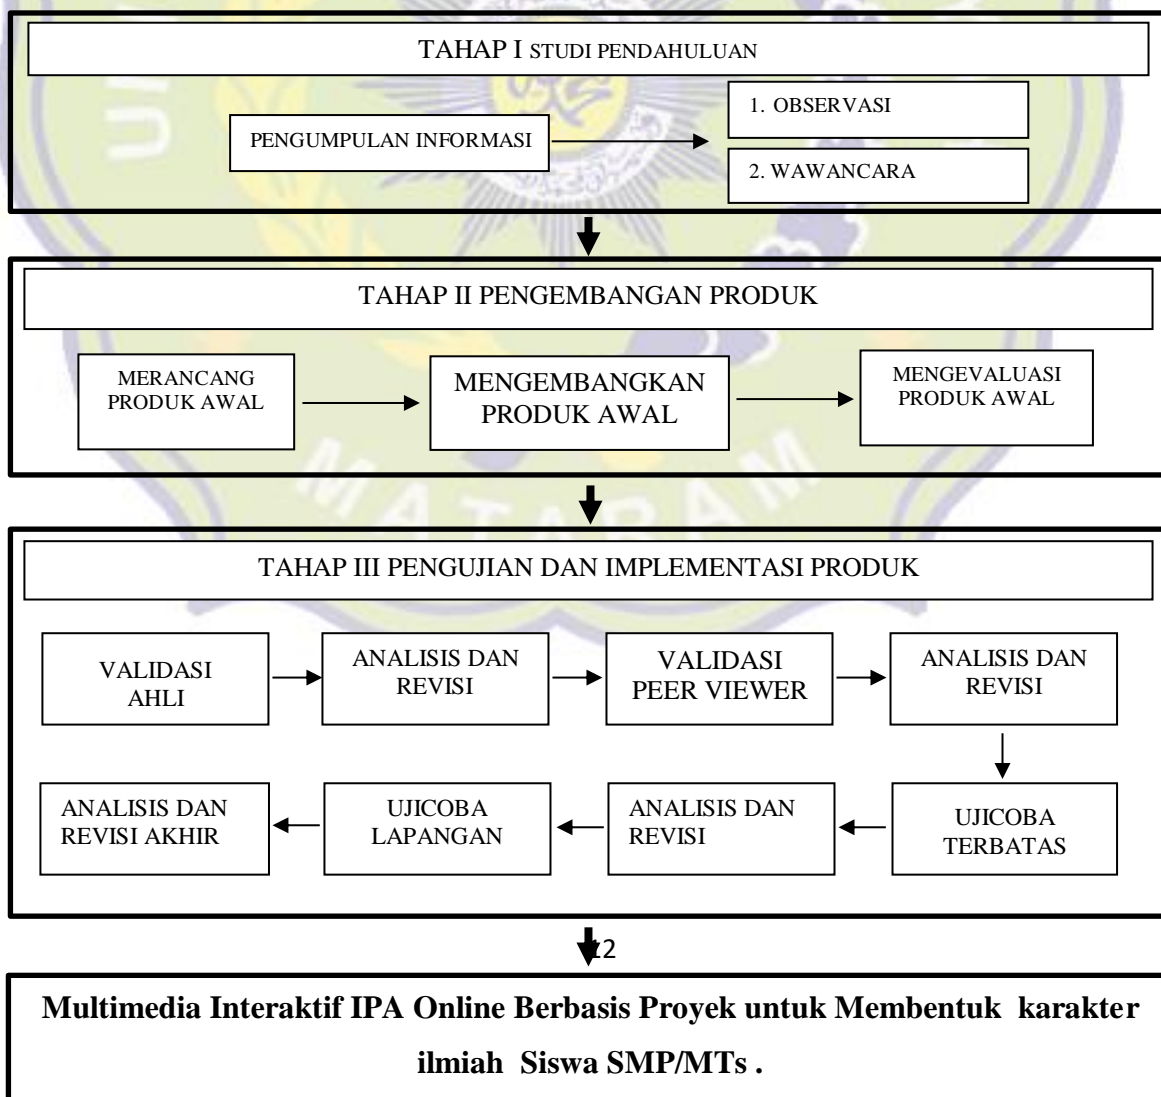 TAHAP I STUDI PENDAHULUAN
PENGUMPULAN INFORMASI
1. OBSERVASI
2. WAWANCARA
TAHAP II PENGEMBANGAN PRODUK
MERANCANG
PRODUK AWAL
MENGEMBANGKAN
PRODUK AWAL
MENGEVALUASI
PRODUK AWAL
MATARAM
TAHAP III PENGUJIAN DAN IMPLEMENTASI PRODUK
VALIDASI
AHLI
ANALISIS DAN
REVISI
VALIDASI
PEER VIEWER
ANALISIS DAN
REVISI
UJICOBA
TERBATAS
ANALISIS DAN
REVISI
UJICOBA
LAPANGAN
ANALISIS DAN
REVISI AKHIR
12
Multimedia Interaktif IPA Online Berbasis Proyek untuk Membentuk karakter
ilmiah Siswa SMP/MTs .